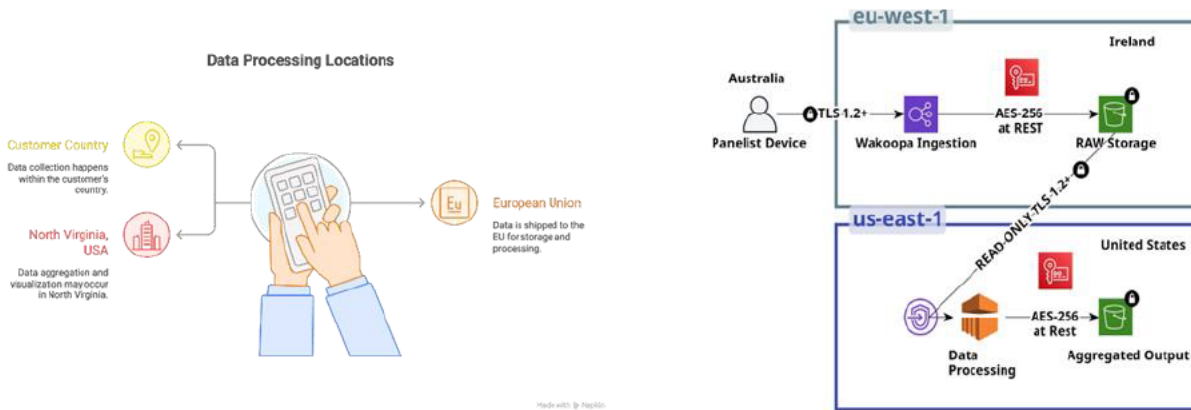 Data Processing Locations
Customer Country
Data collection happens
within the customer's
country.
North Virginia,
USA
Data aggregation and
visualization may occur
in North Virginia.
Eu
European Union
Data is shipped to the
EU for storage and
processing.
Made with Napkin
eu-west-1
Ireland
Australia
TLS-1.2+
Panelist Device
Wakoopa Ingestion
AES-256
at REST
RAW Storage
READ-ONLY-TLS-1.2+
us-east-1
United States
Data
Processing
AES-256
at Rest
Aggregated Output